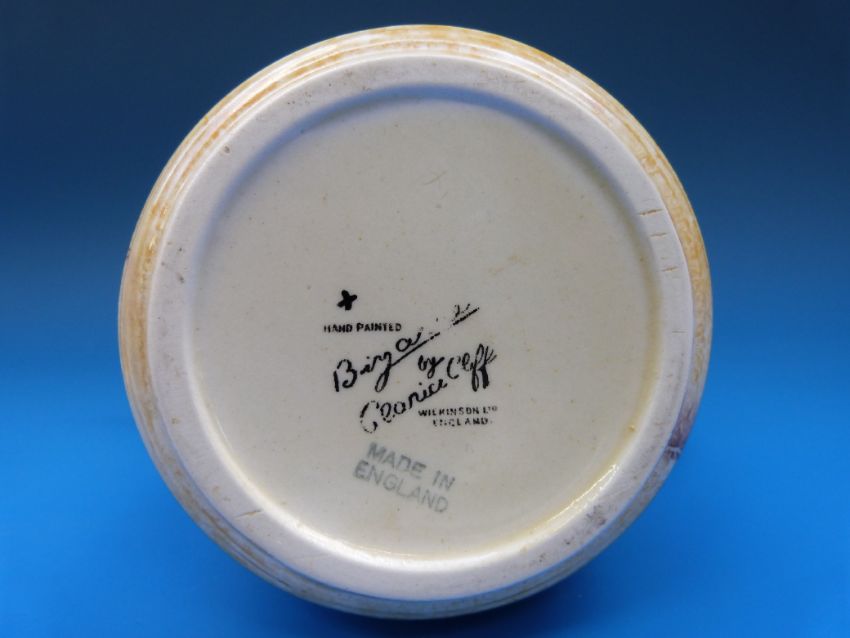 HAND PAINTED
Bizarre
by
Clarice Cliff
WILKINSON LTD
ENGLAND.
MADE IN
ENGLAND